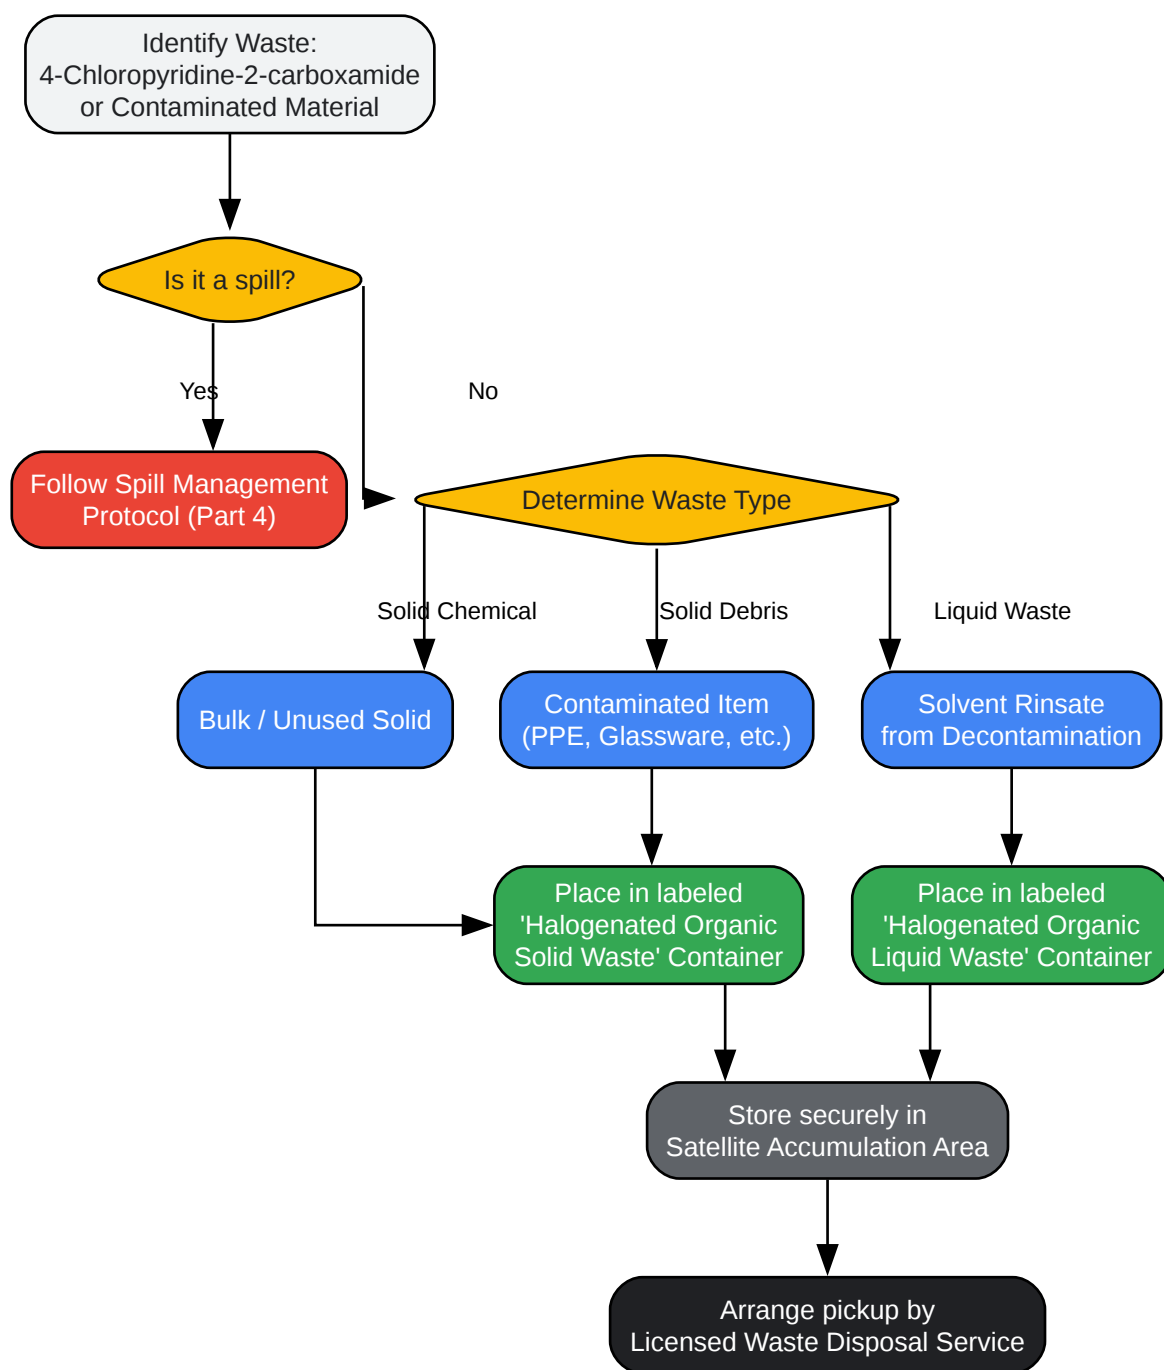 Identify Waste:
4-Chloropyridine-2-carboxamide
or Contaminated Material
Is it a spill?
Yes
No
Follow Spill Management
Protocol (Part 4)
Determine Waste Type
Solid Chemical
Solid Debris
Liquid Waste
Bulk / Unused Solid
Contaminated Item
(PPE, Glassware, etc.)
Solvent Rinsate
from Decontamination
Place in labeled
'Halogenated Organic
Solid Waste' Container
Place in labeled
'Halogenated Organic
Liquid Waste' Container
Store securely in
Satellite Accumulation Area
Arrange pickup by
Licensed Waste Disposal Service